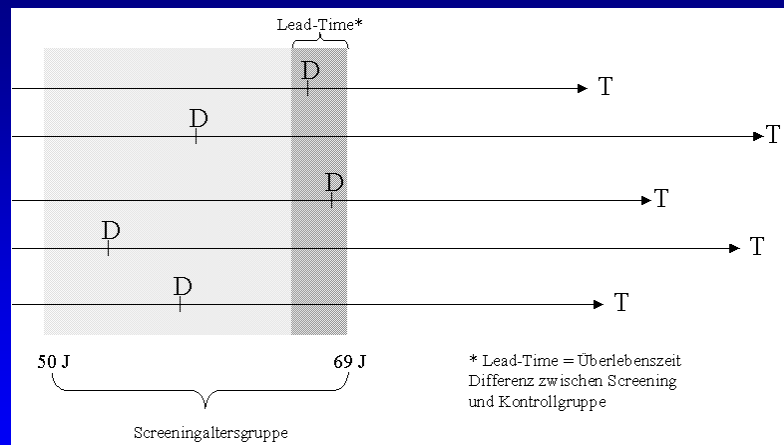 Lead-Time*
D
T
D
T
D
T
D
T
D
T
50 J
69 J
* Lead-Time = Überlebenszeit
Differenz zwischen Screening
und Kontrollgruppe
Screeningaltersgruppe